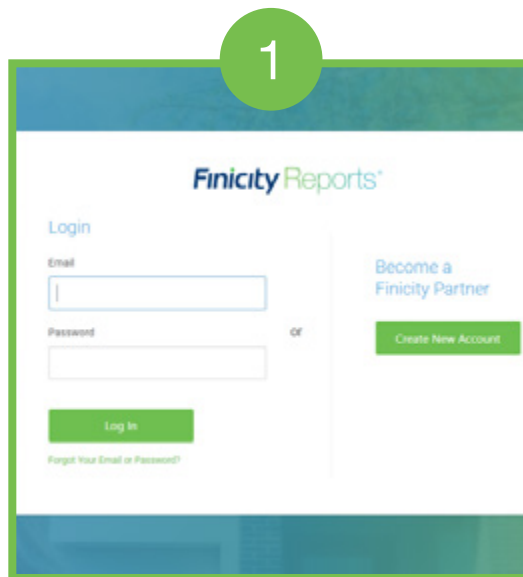 1
Finicity Reports
Login
Email
Password
or
Log In
Forgot Your Email or Password?
Become a
Finicity Partner
Create New Account